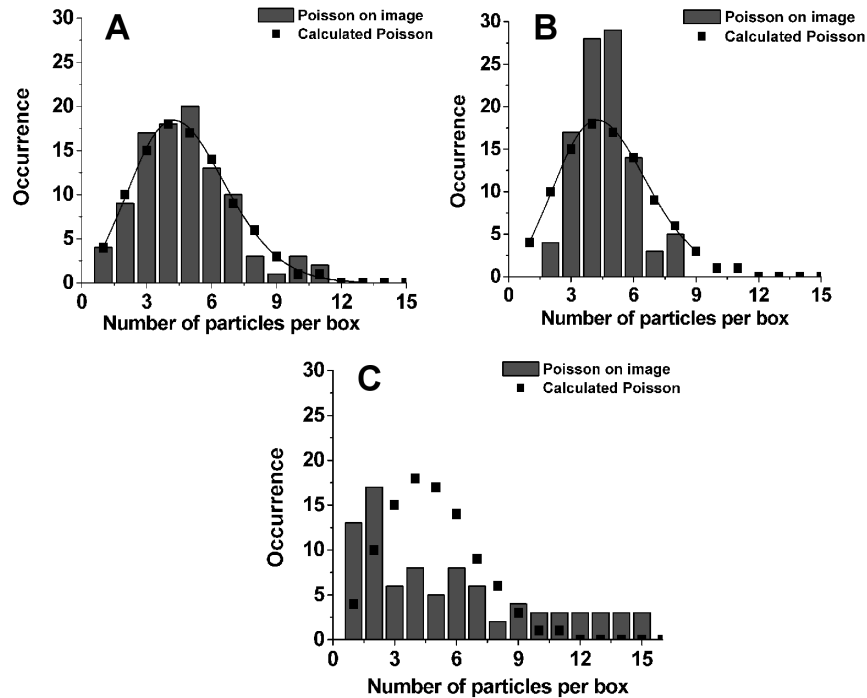 A
Poisson on image
Calculated Poisson
30
25
20
15
10
5
0
Occurrence
0 3 6 9 12 15
Number of particles per box
B
Poisson on image
Calculated Poisson
30
25
20
15
10
5
0
Occurrence
0 3 6 9 12 15
Number of particles per box
C
Poisson on image
Calculated Poisson
30
25
20
15
10
5
0
Occurrence
0 3 6 9 12 15
Number of particles per box